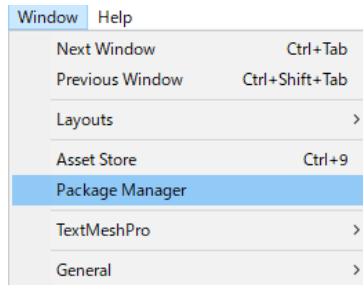 Window Help
Next Window Ctrl+Tab
Previous Window Ctrl+Shift+Tab
Layouts >
Asset Store Ctrl+9
Package Manager
TextMeshPro >
General >